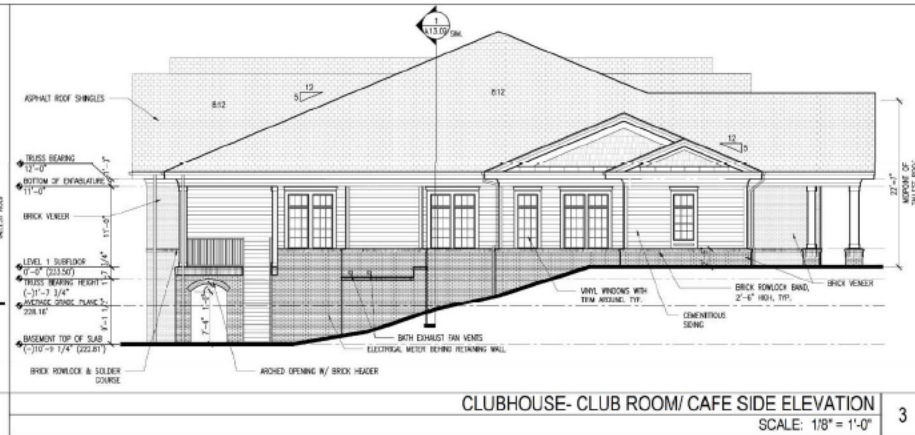 1
A13.02 SIM.
ASPHALT ROOF SHINGLES
8:12
12
5
8:12
12
5
TRUSS BEARING
12'-0"
1'-3"
BOTTOM OF ENTABLATURE
11'-0"
BRICK VENEER
11'-0"
LEVEL 1 SUBFLOOR
0'-0" (233.50')
TRUSS BEARING HEIGHT
(-)1'-7 3/4"
AVERAGE GRADE PLANE
228.16'
7'-4"
BASEMENT TOP OF SLAB
(-)10'-9 1/4" (222.81')
BRICK ROWLOCK & SOLDIER
COURSE
ARCHED OPENING W/ BRICK HEADER
BATH EXHAUST FAN VENTS
ELECTRICAL METER BEHIND RETAINING WALL
VINYL WINDOWS WITH
TRIM AROUND, TYP.
CEMENTITIOUS
SIDING
BRICK ROWLOCK BAND,
2'-6" HIGH, TYP.
BRICK VENEER
22'-1"
MIDPOINT OF
CLUBHOUSE- CLUB ROOM/ CAFE SIDE ELEVATION
SCALE: 1/8" = 1'-0"
3